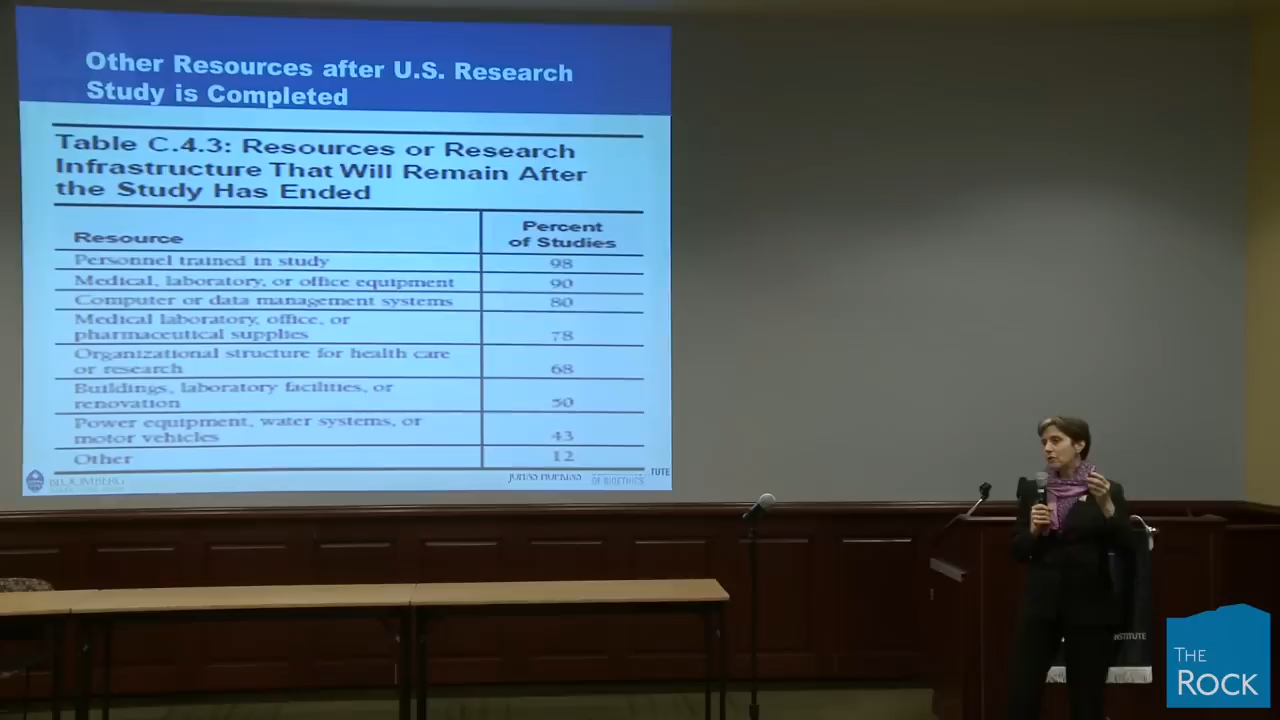 Other Resources after U.S. Research
Study is Completed
Table C.4.3: Resources or Research
Infrastructure That Will Remain After
the Study Has Ended
Resource
Percent
of Studies
Personnel trained in study 98
Medical, laboratory, or office equipment 90
Computer or data management systems 80
Medical laboratory, office, or
pharmaceutical supplies 78
Organizational structure for health care
or research 68
Buildings, laboratory facilities, or
renovation 50
Power equipment, water systems, or
motor vehicles 43
Other 12
BLOOMBERG
JOHNS HOPKINS
TUTE
OF BIOETHICS
INSTITUTE
THE
ROCK